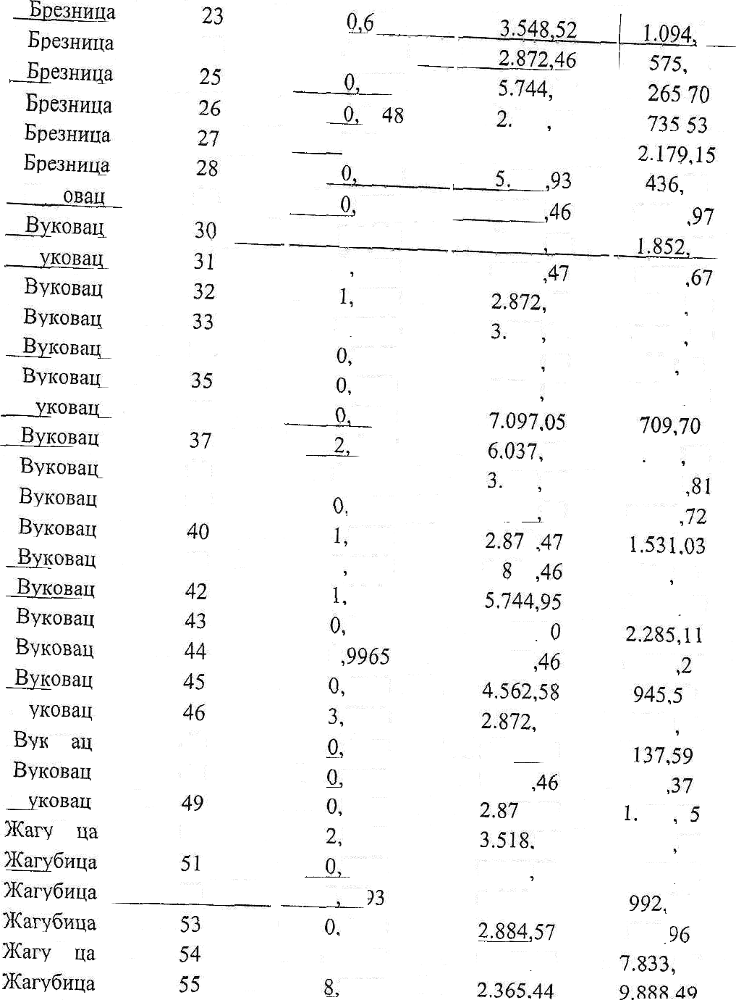 Брезница 23 0,6 3.548,52 1.094,
Брезница 2.872,46 575,
Брезница 25 0, 5.744, 265 70
Брезница 26 0, 48 2. , 735 53
Брезница 27 2.179,15
Брезница 28 0, 5. ,93 436,
овац 0, ,46 ,97
Вуковац 30 , 1.852,
уковац 31 , ,47 ,67
Вуковац 32 1, 2.872, ,
Вуковац 33 3. , ,
Вуковац 0, , ,
Вуковац 35 0, ,
уковац 0, 7.097,05 709,70
Вуковац 37 2, 6.037, . ,
Вуковац 3. , ,81
Вуковац 0, , ,72
Вуковац 40 1, 2.87 ,47 1.531,03
Вуковац , 8 ,46 ,
Вуковац 42 1, 5.744,95
Вуковац 43 0, . 0 2.285,11
Вуковац 44 ,9965 ,46 ,2
Вуковац 45 0, 4.562,58 945,5
уковац 46 3, 2.872, ,
Вук ац 0, 137,59
Вуковац 0, ,46 ,37
уковац 49 0, 2.87 1. , 5
Жагу ца 2, 3.518, ,
Жагубица 51 0, ,
Жагубица , 93 992,
Жагубица 53 0, 2.884,57 ,96
Жагу ца 54 7.833,
Жагубица 55 8, 2.365,44 9.888,49